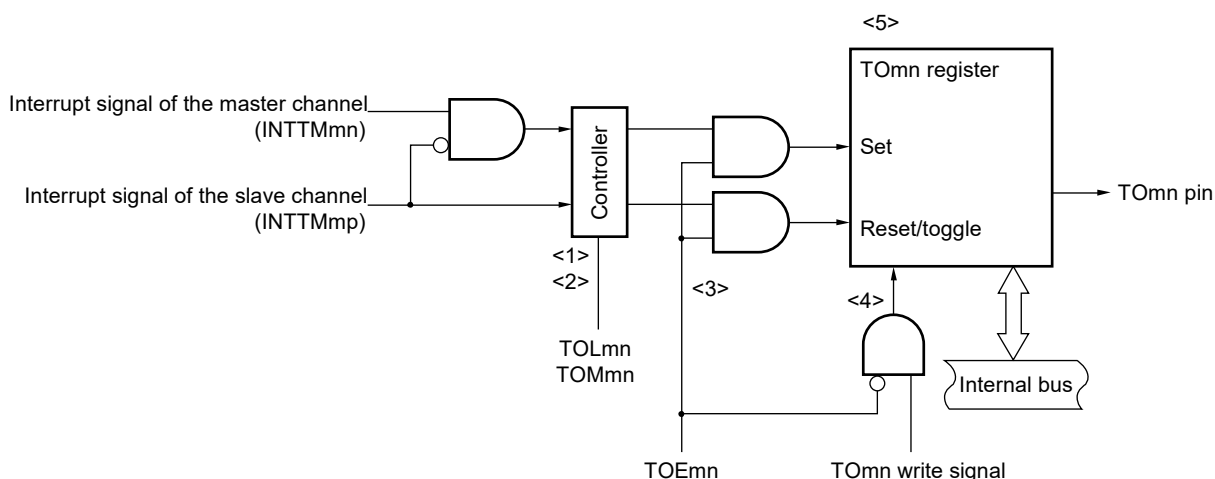 <5>
TOmn register
Interrupt signal of the master channel
(INTTMmn)
Controller
Set
Interrupt signal of the slave channel
(INTTMmp)
TOmn pin
Reset/toggle
<1>
<2>
<3>
<4>
TOLmn
TOMmn
Internal bus
TOEmn
TOmn write signal